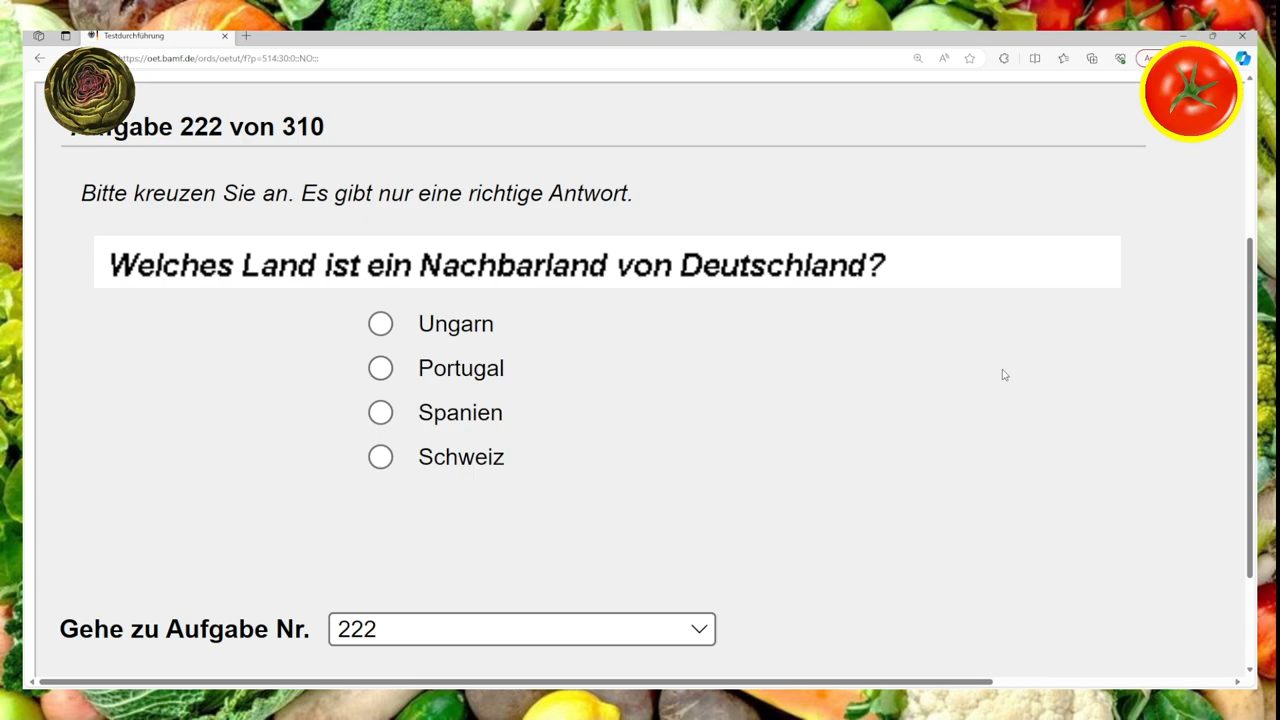 Testdurchführung
https://oet.bamf.de/ords/oetut/f?p=514:30:0::NO:::
Aufgabe 222 von 310
Bitte kreuzen Sie an. Es gibt nur eine richtige Antwort.
Welches Land ist ein Nachbarland von Deutschland?
Ungarn
Portugal
Spanien
Schweiz
Gehe zu Aufgabe Nr. 222